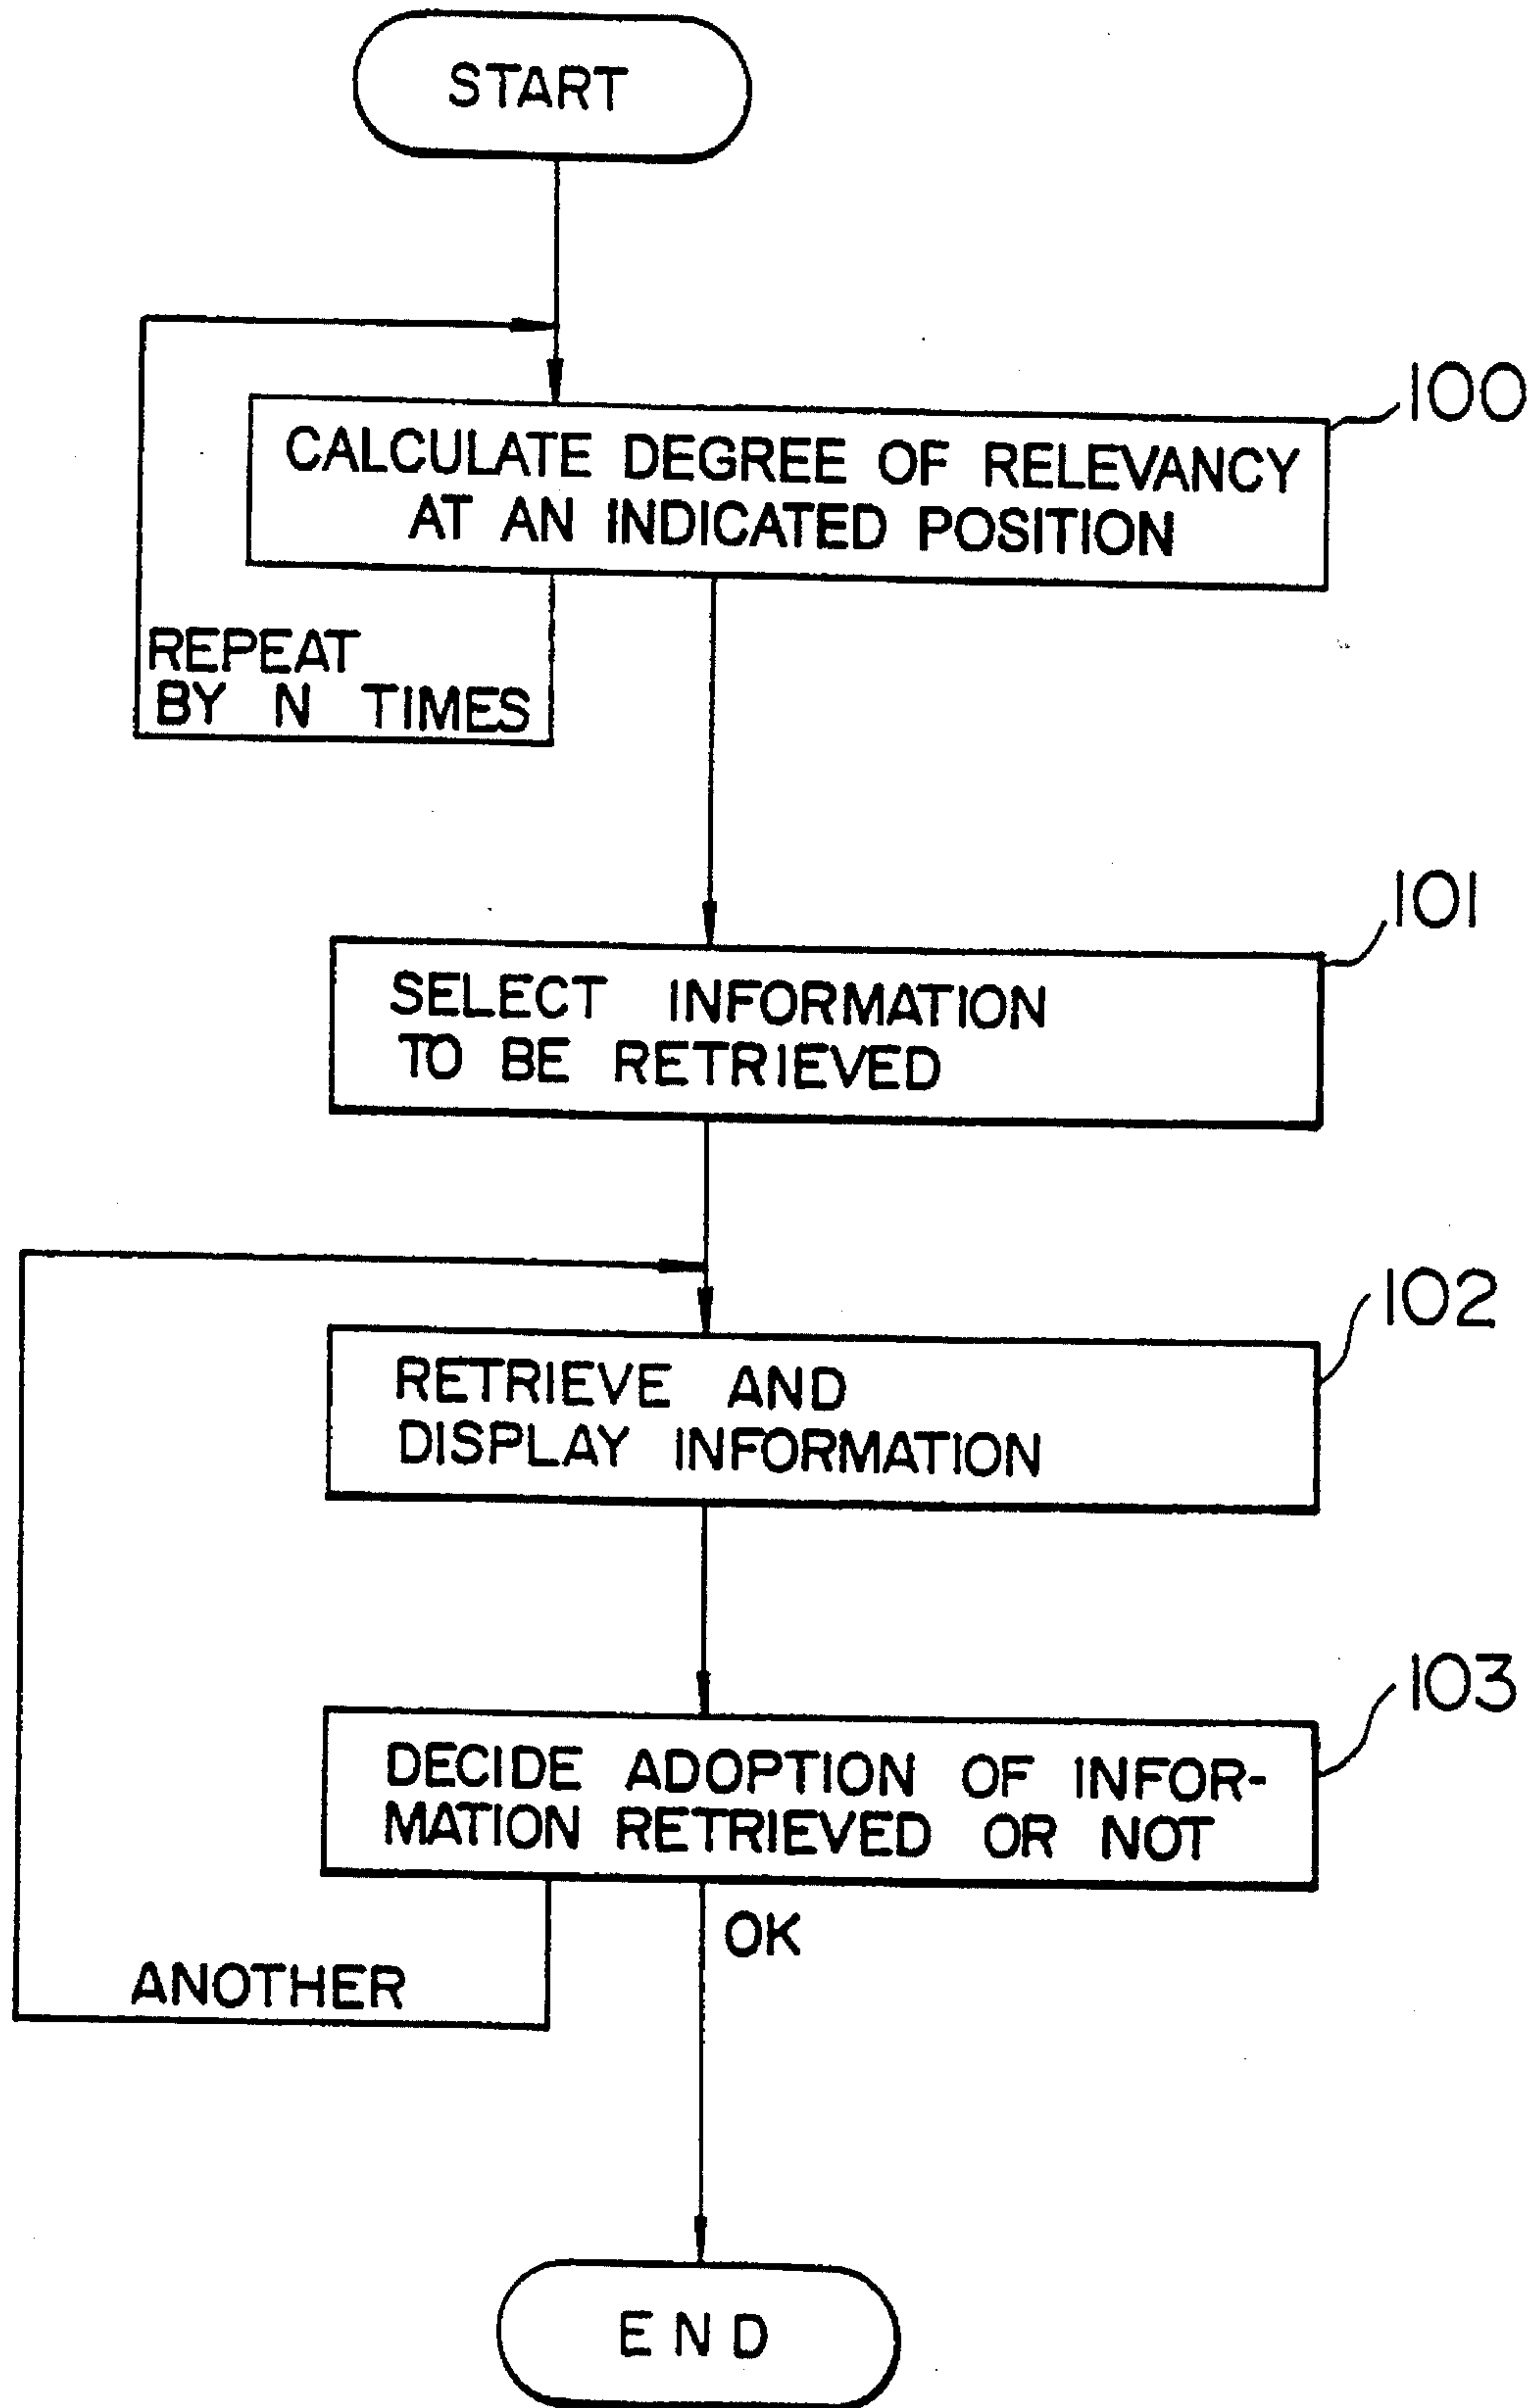 START
100
CALCULATE DEGREE OF RELEVANCY
AT AN INDICATED POSITION
REPEAT
BY N TIMES
101
SELECT INFORMATION
TO BE RETRIEVED
102
RETRIEVE AND
DISPLAY INFORMATION
103
DECIDE ADOPTION OF INFOR-
MATION RETRIEVED OR NOT
OK
ANOTHER
END